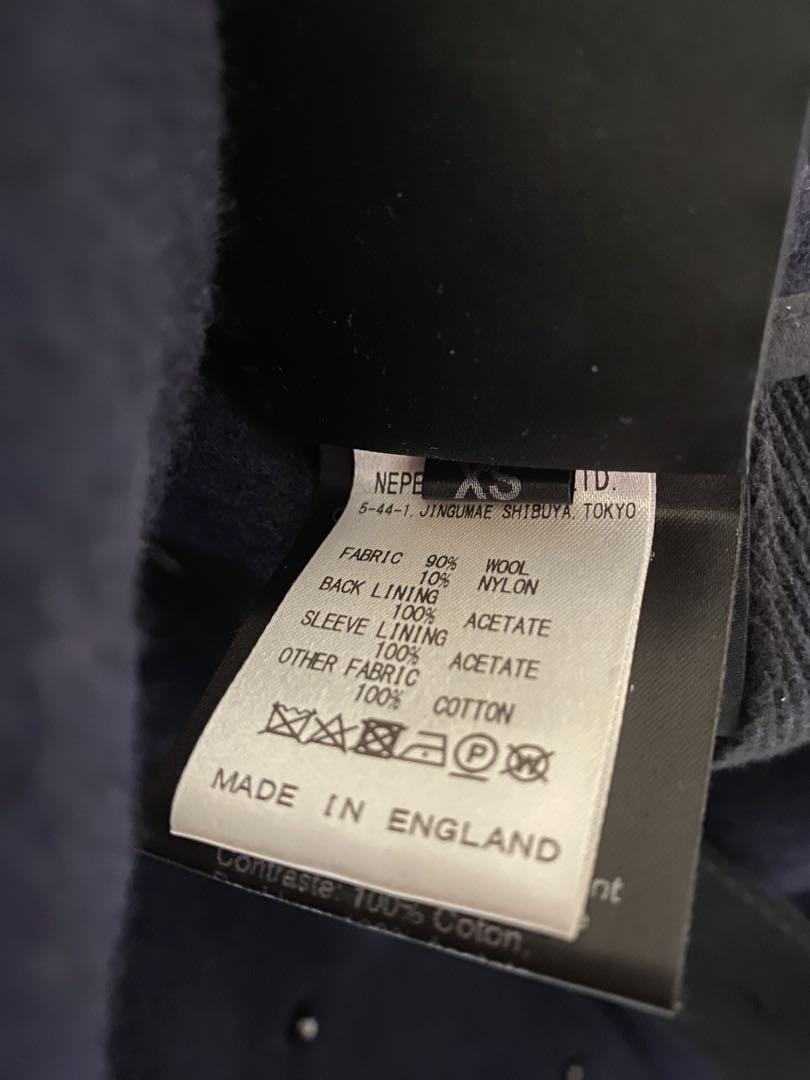 XS
5-44-1, JINGUMAE SHIBUYA, TOKYO
FABRIC 90% WOOL
10% NYLON
BACK LINING
100% ACETATE
SLEEVE LINING
100% ACETATE
OTHER FABRIC
100% COTTON
P W
MADE IN ENGLAND
Contraste: 100% Coton,